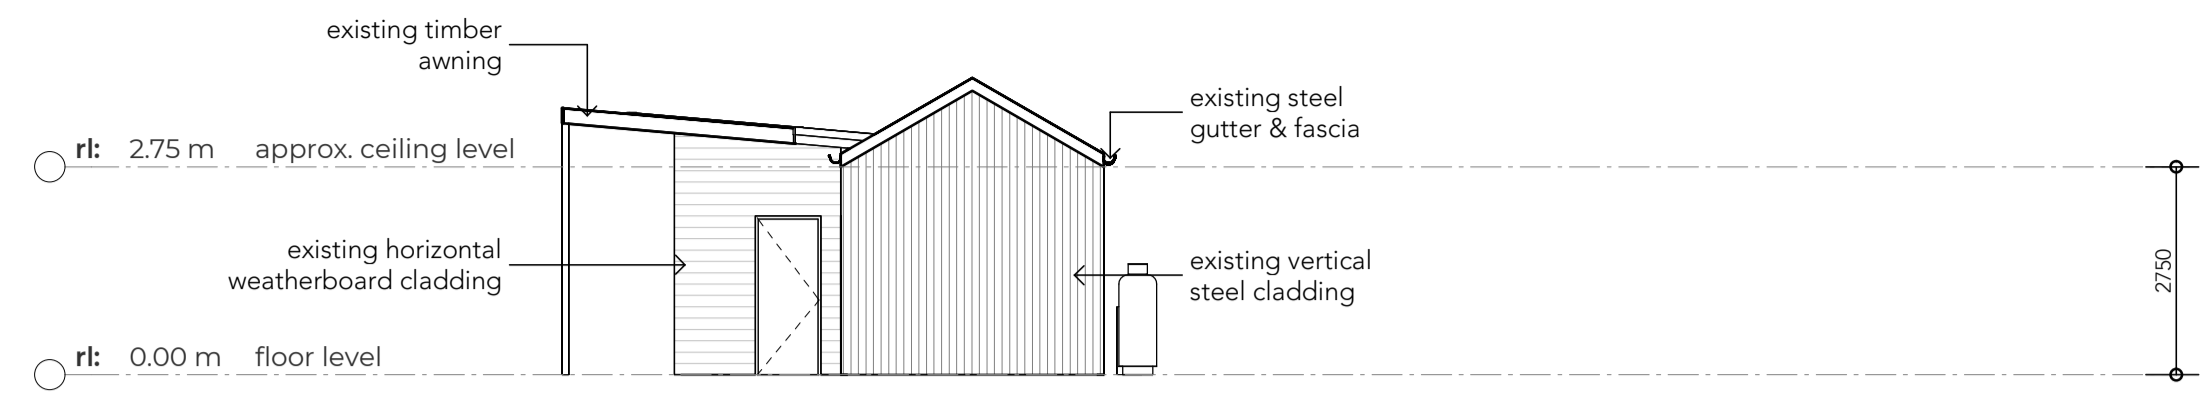 existing timber
awning
existing steel
gutter & fascia
rl: 2.75 m approx. ceiling level
existing horizontal
weatherboard cladding
existing vertical
steel cladding
2750
rl: 0.00 m floor level